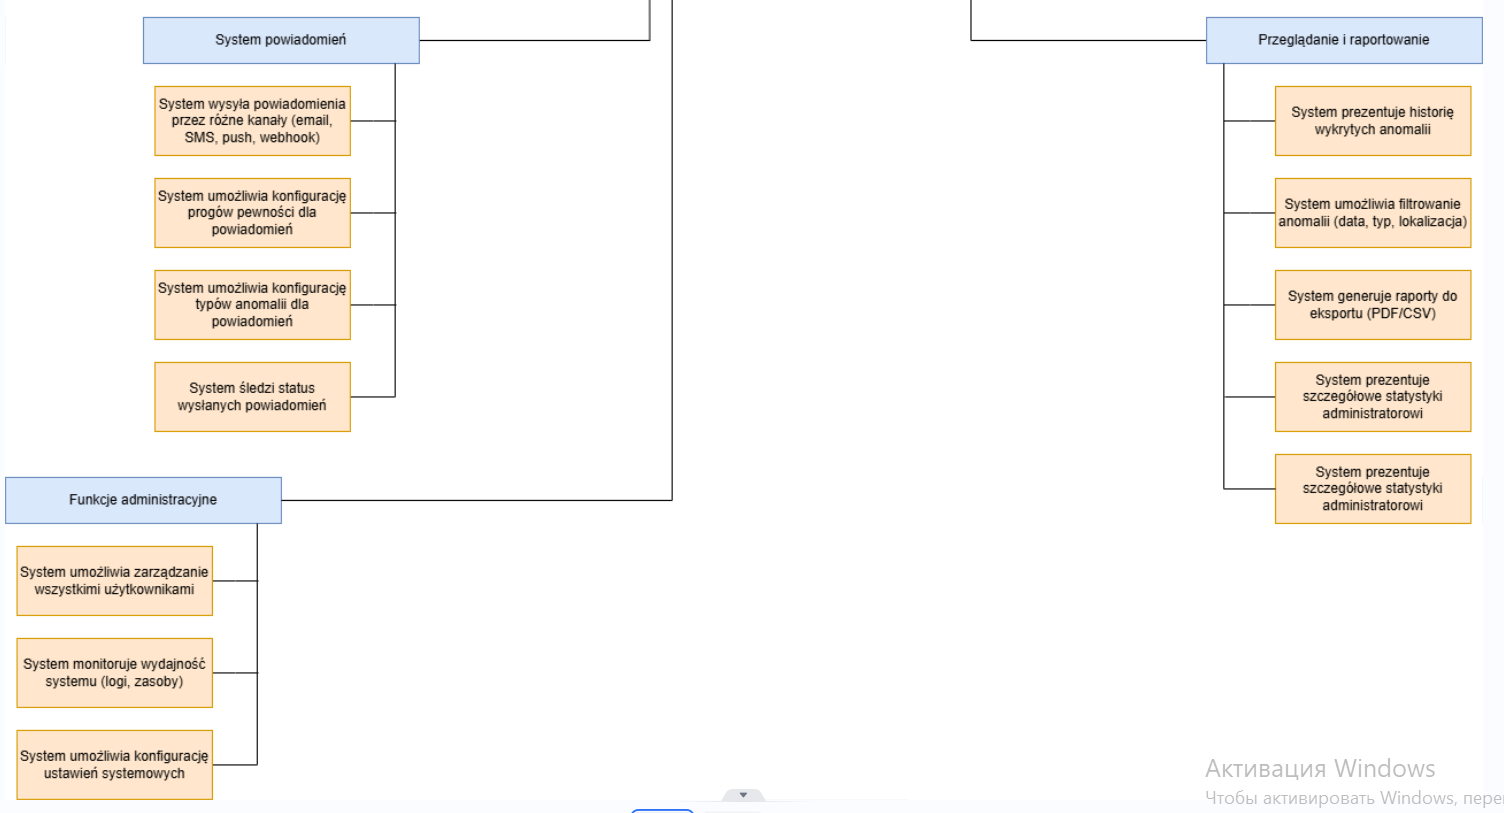 System powiadomień
System wysyła powiadomienia
przez różne kanały (email,
SMS, push, webhook)
System umożliwia konfigurację
progów pewności dla
powiadomień
System umożliwia konfigurację
typów anomalii dla
powiadomień
System śledzi status
wysłanych powiadomień
Funkcje administracyjne
System umożliwia zarządzanie
wszystkimi użytkownikami
System monitoruje wydajność
systemu (logi, zasoby)
System umożliwia konfigurację
ustawień systemowych
Przeglądanie i raportowanie
System prezentuje historię
wykrytych anomalii
System umożliwia filtrowanie
anomalii (data, typ, lokalizacja)
System generuje raporty do
eksportu (PDF/CSV)
System prezentuje
szczegółowe statystyki
administratorowi
System prezentuje
szczegółowe statystyki
administratorowi
Активация Windows
Чтобы активировать Windows, пере